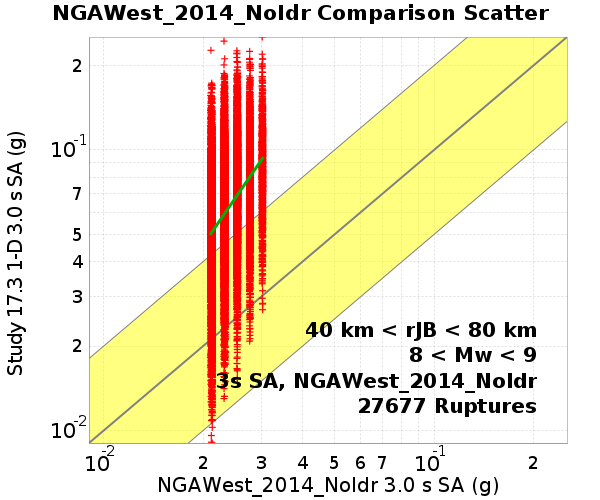 NGAWest_2014_NoIdr Comparison Scatter
Study 17.3 1-D 3.0 s SA (g)
2
10-1
7
5
4
3
2
10-2
40 km < rJB < 80 km
8 < Mw < 9
3s SA, NGAWest_2014_NoIdr
27677 Ruptures
10-2 2 3 4 5 6 7 10-1 2
NGAWest_2014_NoIdr 3.0 s SA (g)